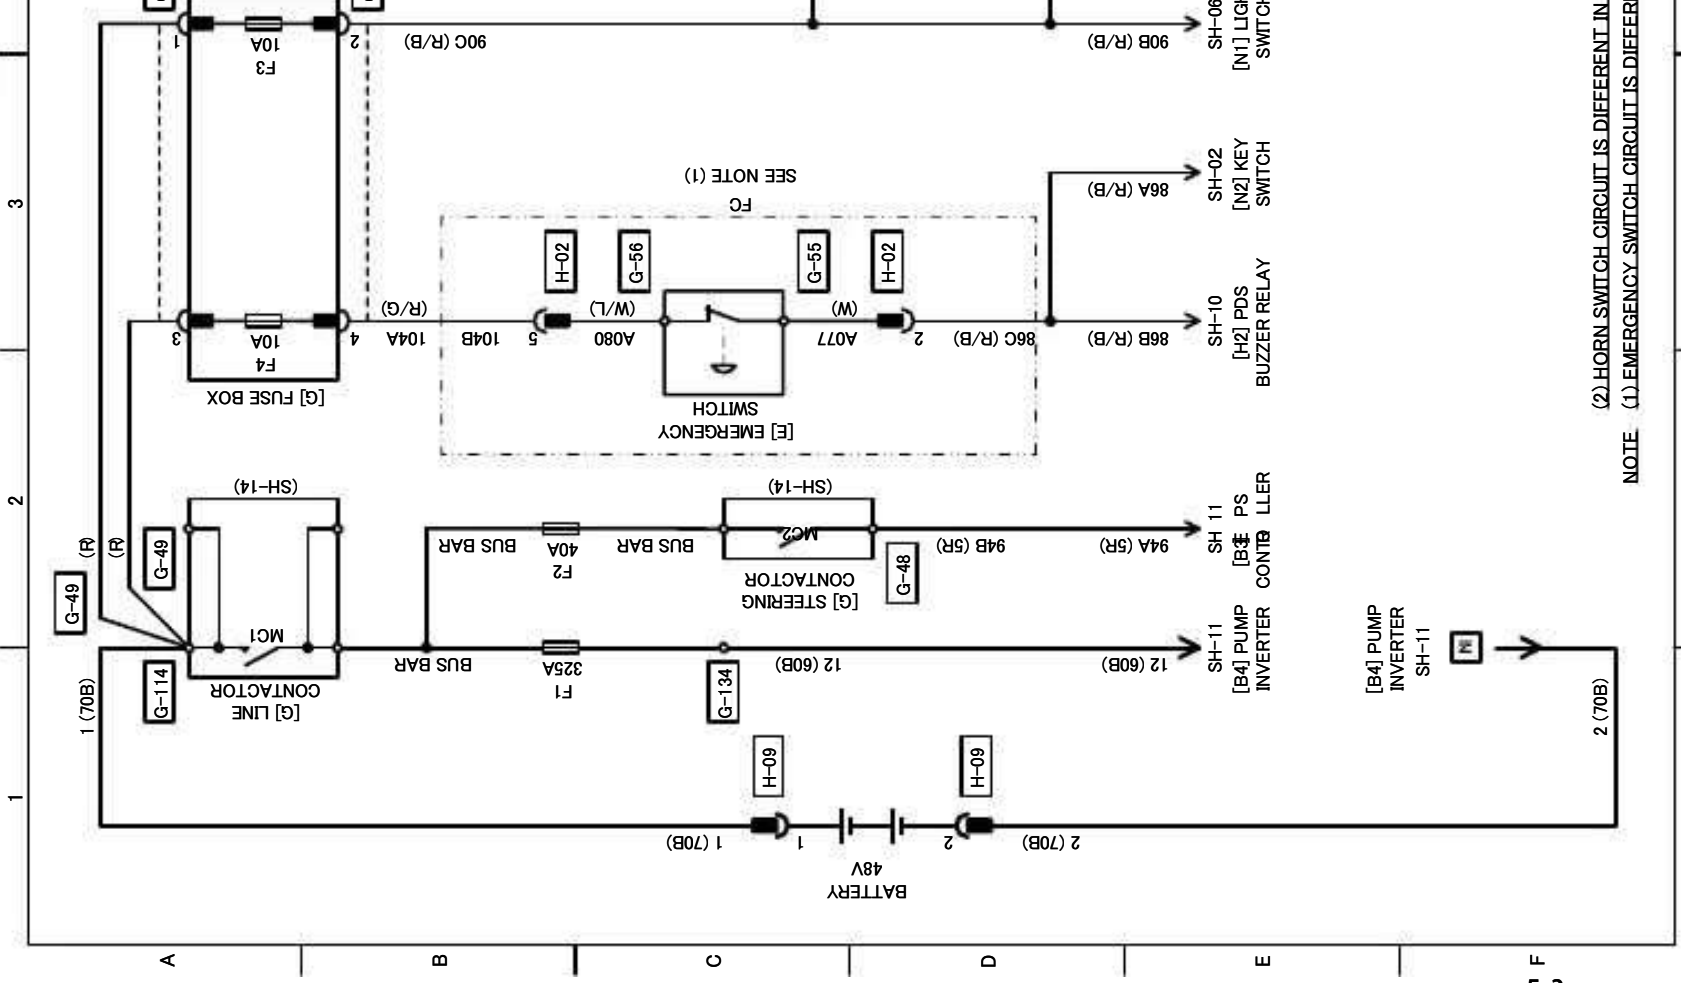 1
10A
F3
2
90C (R/B)
90B (R/B)
SH-06
[N1] LIG
SWITCH
3
SEE NOTE (1)
FC
86A (R/B)
SH-02
[N2] KEY
SWITCH
H-02
G-56
G-55
H-02
(R/G)
(W/L)
(W)
3
10A
F4
4
104A
104B
5
A080
A077
2
86C (R/B)
86B (R/B)
SH-10
[H2] PDS
BUZZER RELAY
[G] FUSE BOX
[E] EMERGENCY
SWITCH
(2) HORN SWITCH CIRCUIT IS DIFFERENT IN
NOTE (1) EMERGENCY SWITCH CIRCUIT IS DIFFER
2
(SH-14)
(SH-14)
(R)
(R)
G-49
G-49
BUS BAR
40A
F2
BUS BAR
MC2
94B (5R)
94A (5R)
SH 11
PS
LLER
[G] STEERING
CONTACTOR
G-48
MC1
BUS BAR
325A
F1
12 (60B)
12 (60B)
SH-11
[B4] PUMP
INVERTER
[B4] PUMP
INVERTER
SH-11
N
G-114
[G] LINE
CONTACTOR
G-134
1 (70B)
2 (70B)
1
H-09
H-09
1 (70B)
1
2
2 (70B)
BATTERY
48V
A
B
C
D
E
F